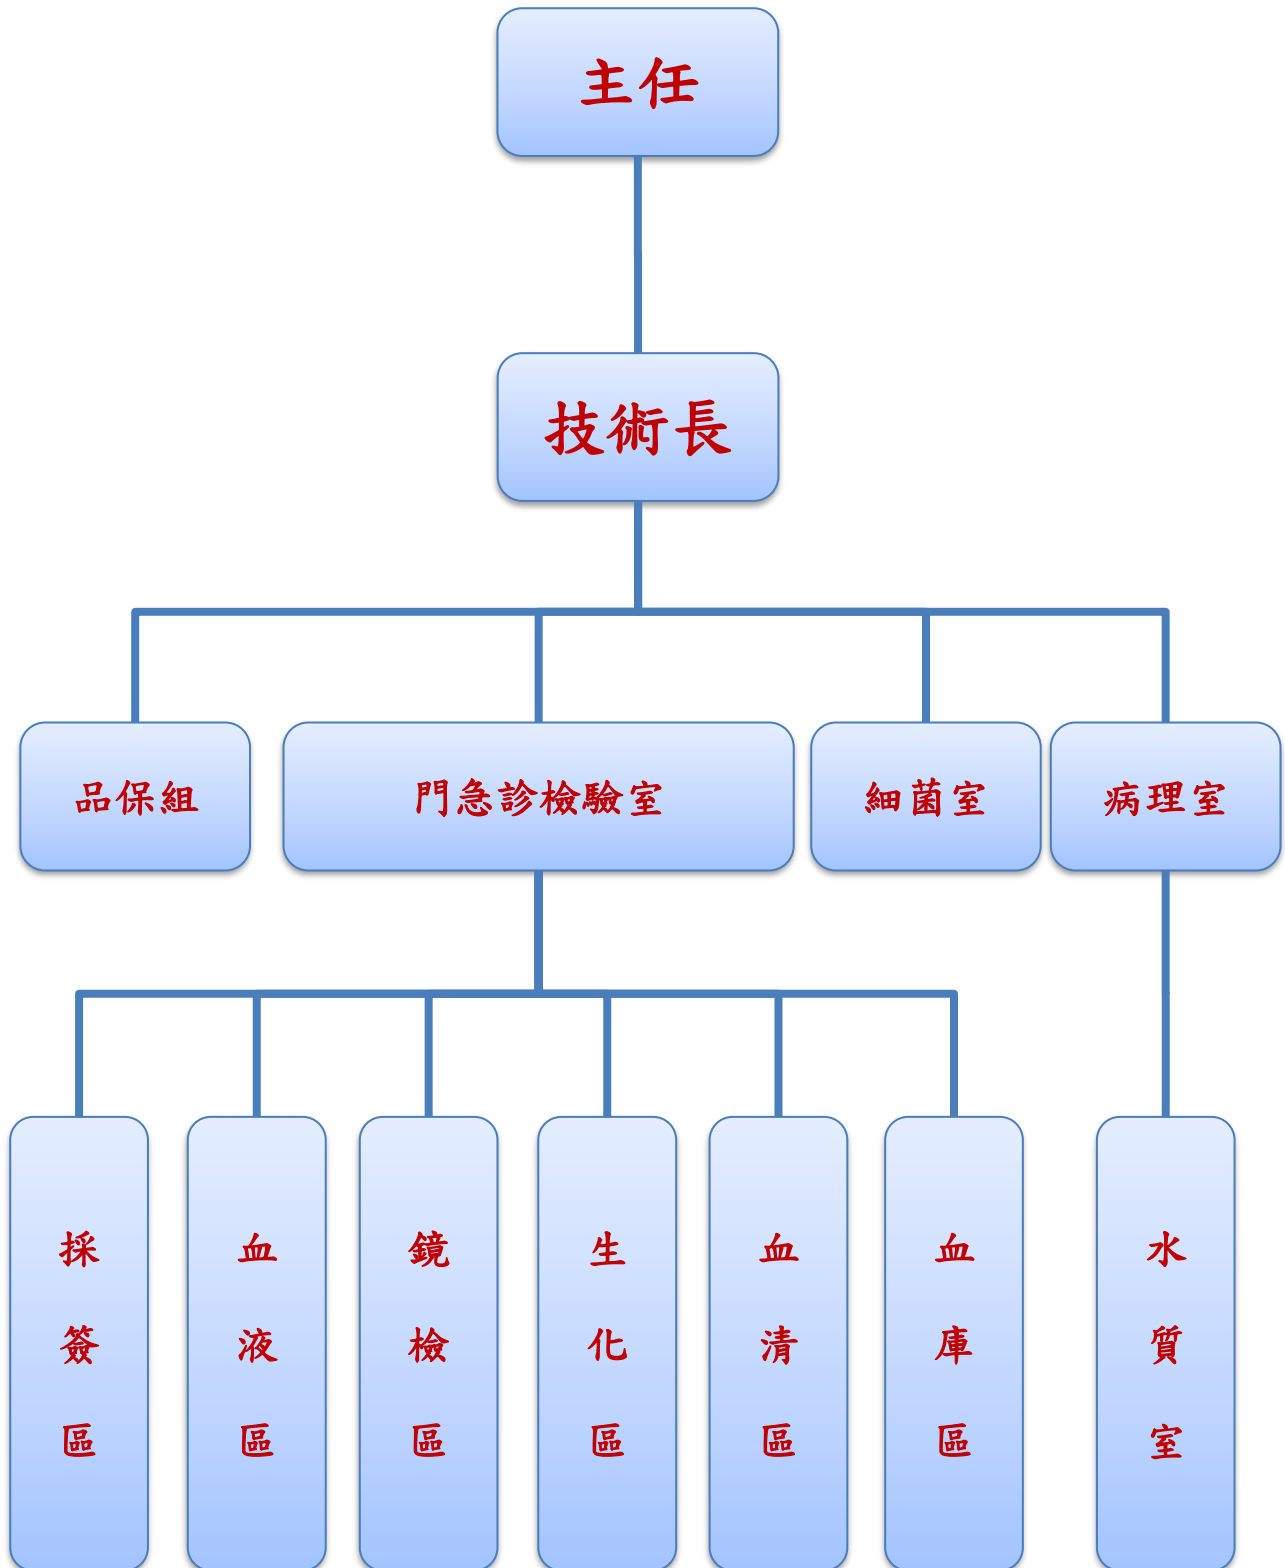 主任
技術長
品保組
門急診檢驗室
細菌室
病理室
採簽區
血液區
鏡檢區
生化區
血清區
血庫區
水質室